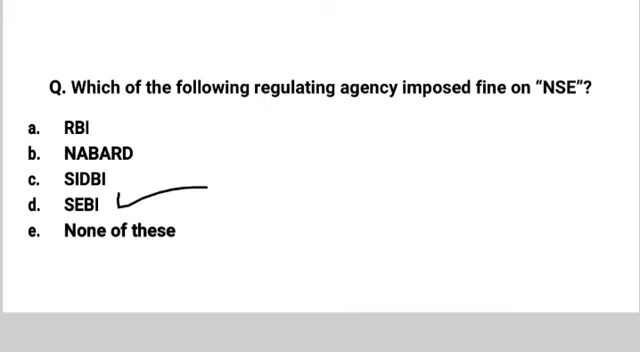 Q. Which of the following regulating agency imposed fine on “NSE”?
a. RBI
b. NABARD
c. SIDBI
d. SEBI
e. None of these